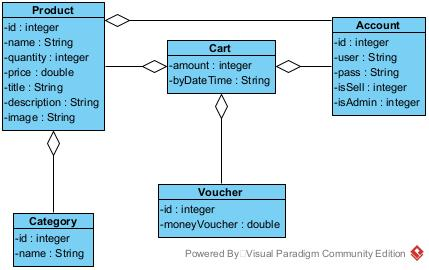 Product
-id : integer
-name : String
-quantity : integer
-price : double
-title : String
-description : String
-image : String
Cart
-amount : integer
-byDateTime : String
Account
-id : integer
-user : String
-pass : String
-isSell : integer
-isAdmin : integer
Category
-id : integer
-name : String
Voucher
-id : integer
-moneyVoucher : double
Powered By Visual Paradigm Community Edition